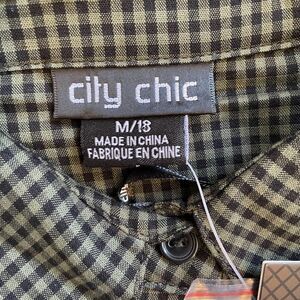 city chic
M/18
MADE IN CHINA
FABRIQUE EN CHINE